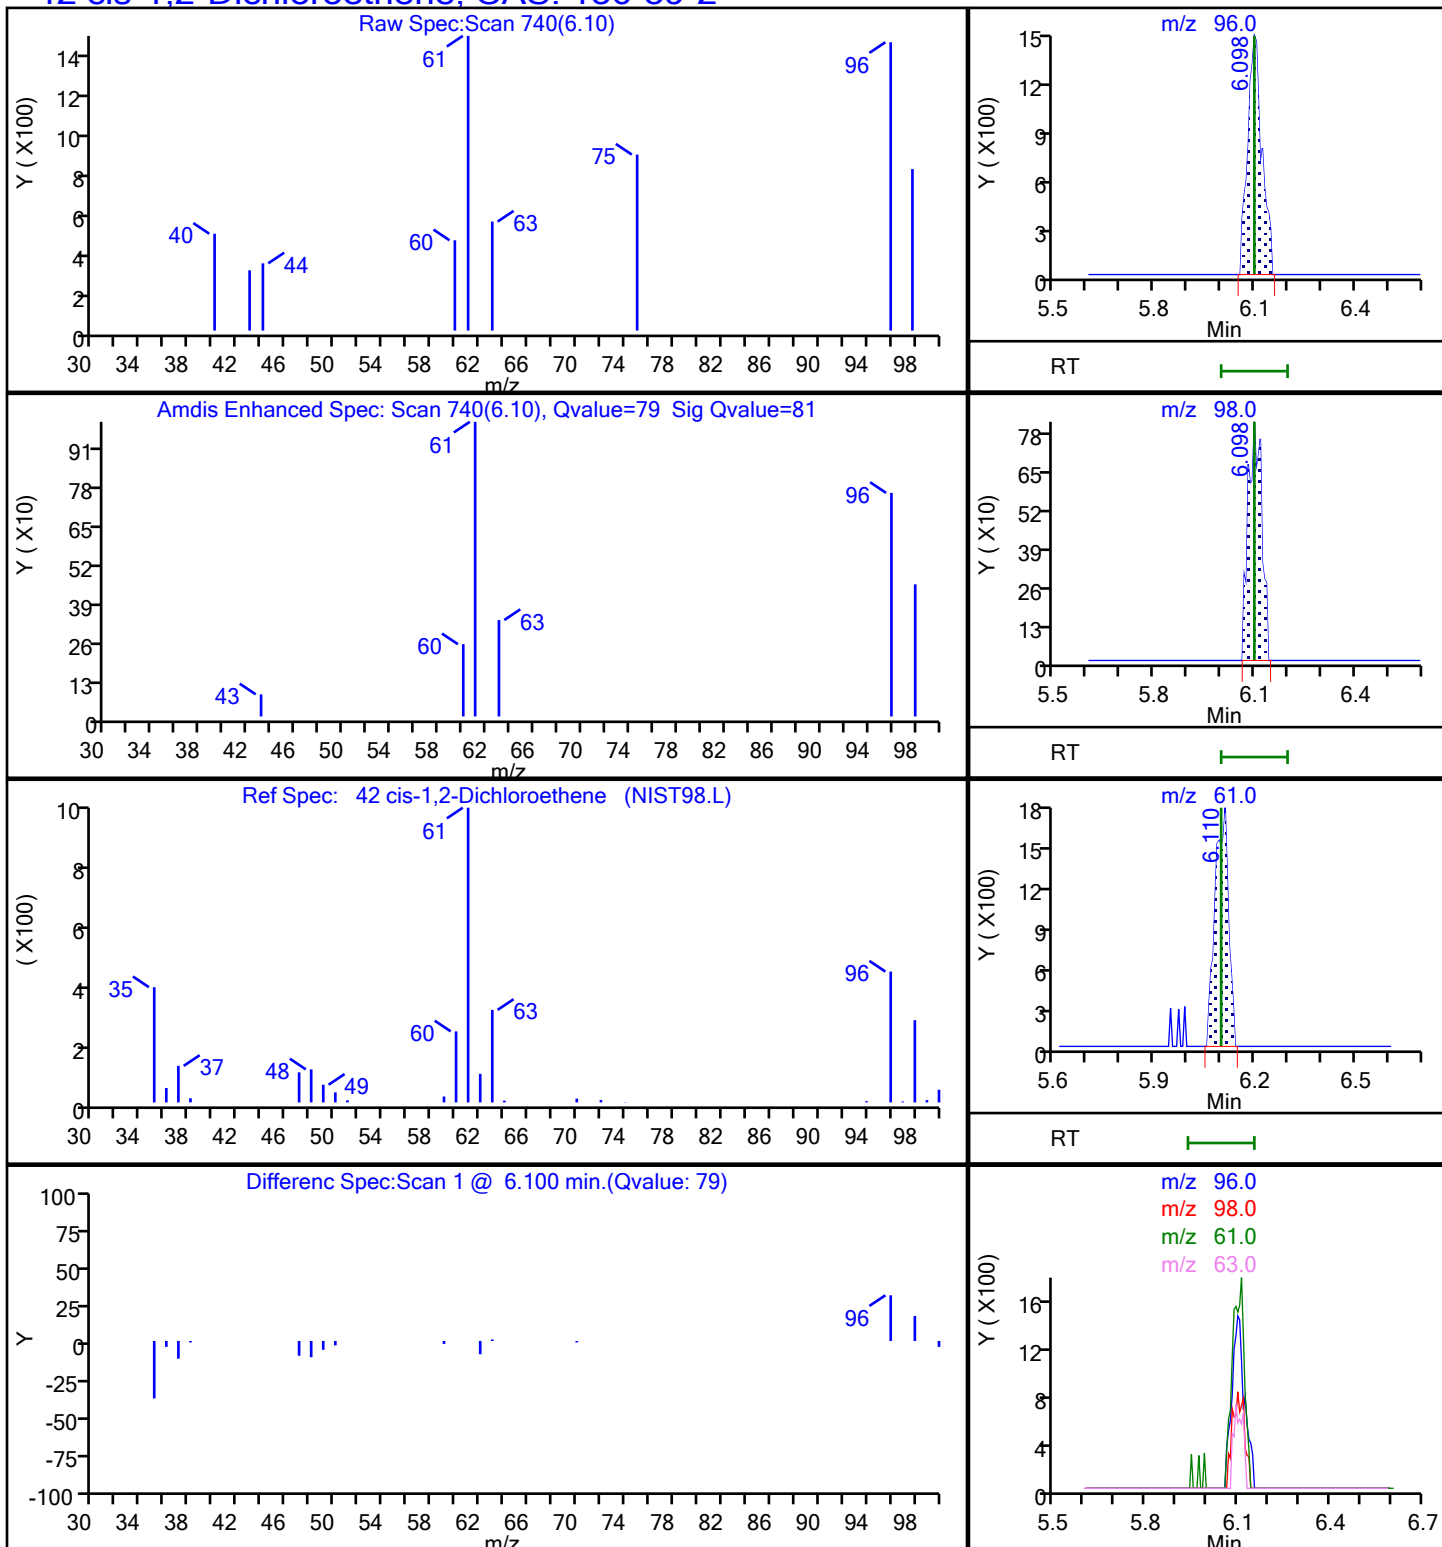 42 cis-1,2-Dichloroethene, CAS: 156-59-2
Raw Spec:Scan 740(6.10)
Y ( X100)
14
12
10
8
6
4
2
0
40
44
60
61
63
75
96
30 34 38 42 46 50 54 58 62 66 70 74 78 82 86 90 94 98
m/z
m/z 96.0
Y ( X100)
15
12
9
6
3
0
6.098
5.5 5.8 6.1 6.4
Min
RT
Amdis Enhanced Spec: Scan 740(6.10), Qvalue=79 Sig Qvalue=81
Y ( X10)
91
78
65
52
39
26
13
0
43
60
61
63
96
30 34 38 42 46 50 54 58 62 66 70 74 78 82 86 90 94 98
m/z
m/z 98.0
Y ( X10)
78
65
52
39
26
13
0
6.098
5.5 5.8 6.1 6.4
Min
RT
Ref Spec: 42 cis-1,2-Dichloroethene (NIST98.L)
( X100)
10
8
6
4
2
0
35
37
48
49
60
61
63
96
30 34 38 42 46 50 54 58 62 66 70 74 78 82 86 90 94 98
m/z 61.0
Y ( X100)
18
15
12
9
6
3
0
6.110
5.6 5.9 6.2 6.5
Min
RT
Differenc Spec:Scan 1 @ 6.100 min.(Qvalue: 79)
Y
100
75
50
25
0
-25
-50
-75
-100
96
30 34 38 42 46 50 54 58 62 66 70 74 78 82 86 90 94 98
m/z
m/z 96.0
m/z 98.0
m/z 61.0
m/z 63.0
Y ( X100)
16
12
8
4
0
5.5 5.8 6.1 6.4 6.7
Min